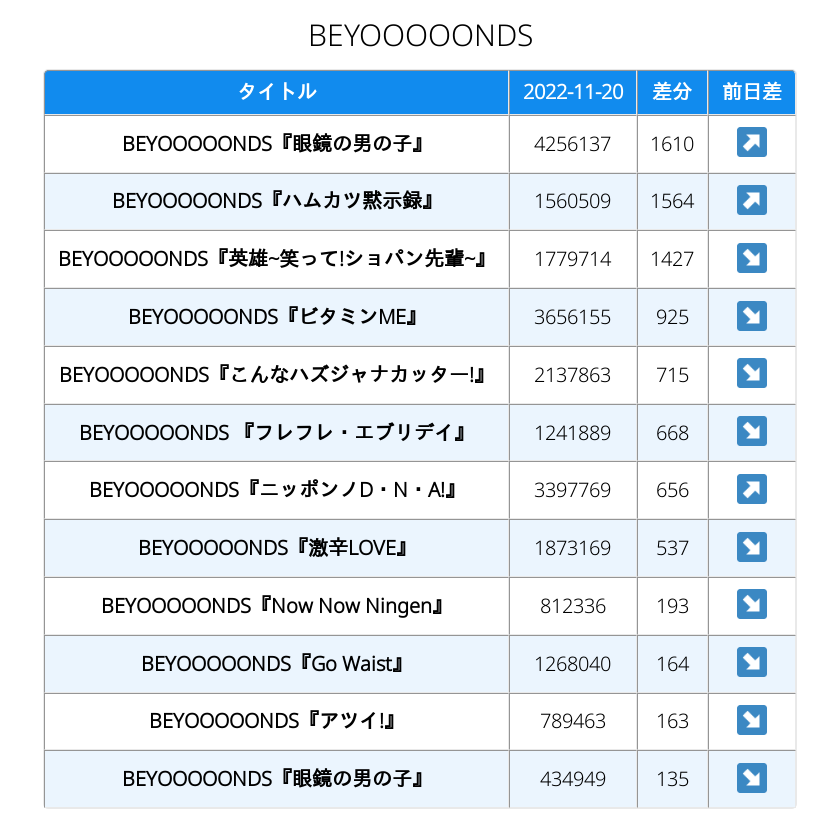 BEYOOOOONDS
タイトル 2022-11-20 差分 前日差
BEYOOOOONDS『眼鏡の男の子』 4256137 1610 ↗
BEYOOOOONDS『ハムカツ黙示録』 1560509 1564 ↗
BEYOOOOONDS『英雄~笑って!ショパン先輩~』 1779714 1427 ↘
BEYOOOOONDS『ビタミンME』 3656155 925 ↘
BEYOOOOONDS『こんなハズジャナカッター!』 2137863 715 ↘
BEYOOOOONDS 『フレフレ・エブリデイ』 1241889 668 ↘
BEYOOOOONDS『ニッポンノD・N・A!』 3397769 656 ↗
BEYOOOOONDS『激辛LOVE』 1873169 537 ↘
BEYOOOOONDS『Now Now Ningen』 812336 193 ↘
BEYOOOOONDS『Go Waist』 1268040 164 ↘
BEYOOOOONDS『アツイ!』 789463 163 ↘
BEYOOOOONDS『眼鏡の男の子』 434949 135 ↘